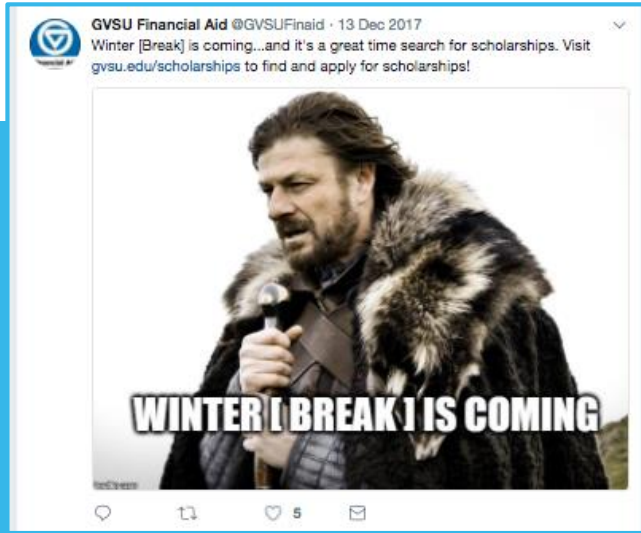 GVSU Financial Aid @GVSUFinaid · 13 Dec 2017
Winter [Break] is coming...and it's a great time search for scholarships. Visit
gvsu.edu/scholarships to find and apply for scholarships!
WINTER [ BREAK ] IS COMING
5